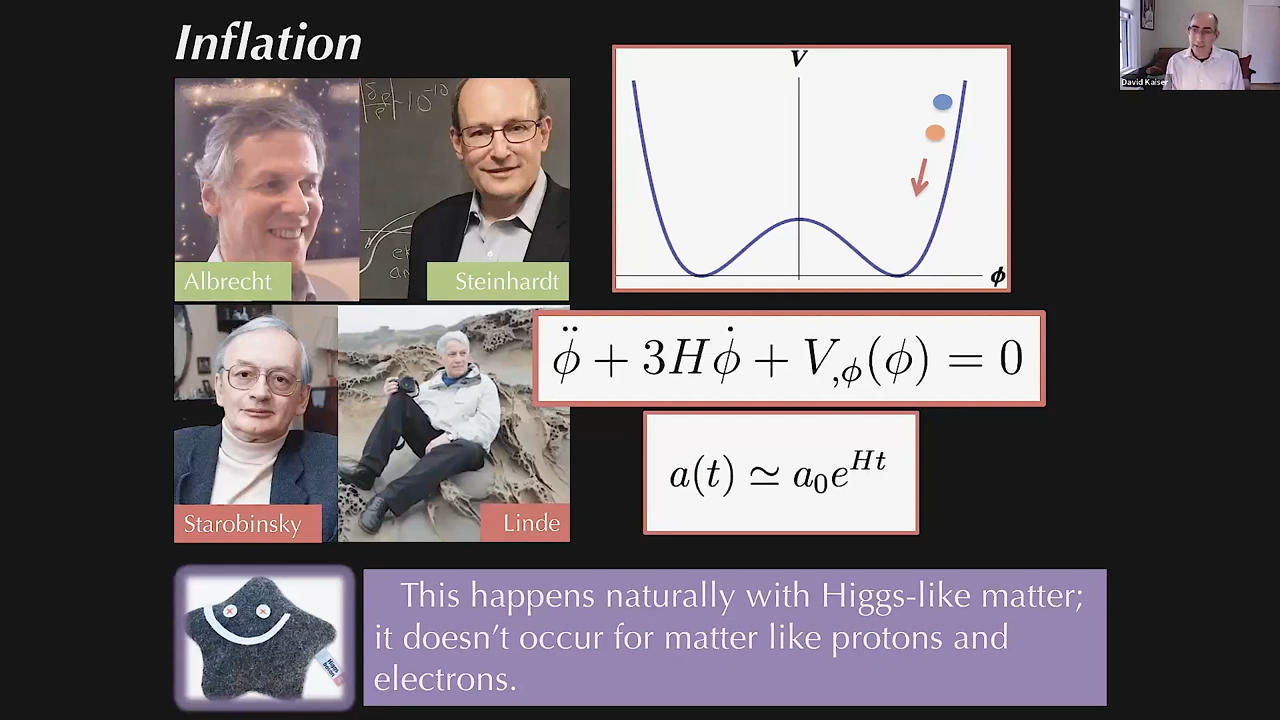 Inflation
David Kaiser
Albrecht
Steinhardt
Starobinsky
Linde
V
ϕ
ϕ̈ + 3Hϕ̇ + V,ϕ(ϕ) = 0
a(t) ≃ a₀e^{Ht}
This happens naturally with Higgs-like matter;
it doesn't occur for matter like protons and
electrons.